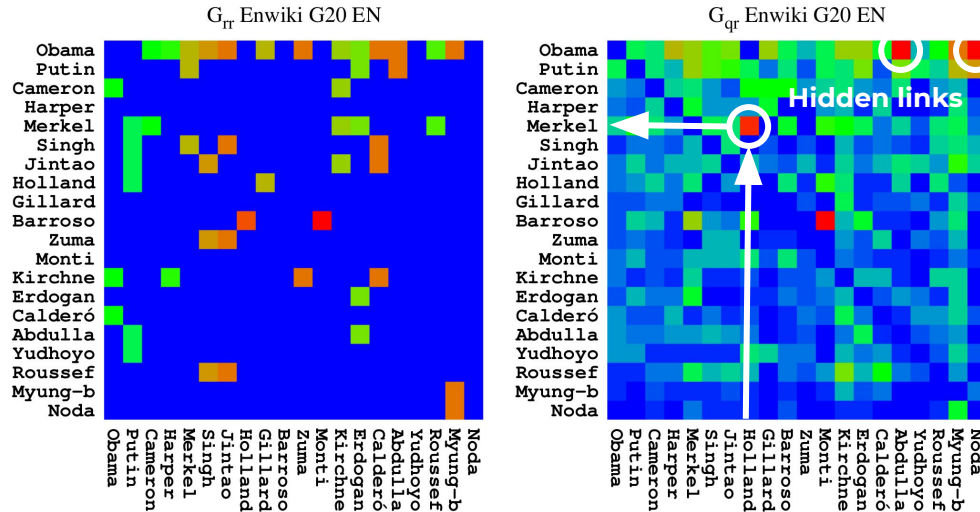 G_rr Enwiki G20 EN
Obama
Putin
Cameron
Harper
Merkel
Singh
Jintao
Holland
Gillard
Barroso
Zuma
Monti
Kirchne
Erdogan
Calderó
Abdulla
Yudhoyo
Roussef
Myung-b
Noda
Obama
Putin
Cameron
Harper
Merkel
Singh
Jintao
Holland
Gillard
Barroso
Zuma
Monti
Kirchne
Erdogan
Calderó
Abdulla
Yudhoyo
Roussef
Myung-b
Noda
G_qr Enwiki G20 EN
Hidden links
Obama
Putin
Cameron
Harper
Merkel
Singh
Jintao
Holland
Gillard
Barroso
Zuma
Monti
Kirchne
Erdogan
Calderó
Abdulla
Yudhoyo
Roussef
Myung-b
Noda
Obama
Putin
Cameron
Harper
Merkel
Singh
Jintao
Holland
Gillard
Barroso
Zuma
Monti
Kirchne
Erdogan
Calderó
Abdulla
Yudhoyo
Roussef
Myung-b
Noda